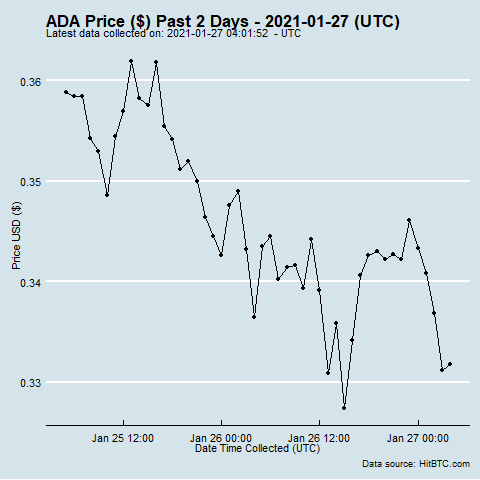 ADA Price ($) Past 2 Days - 2021-01-27 (UTC)
Latest data collected on: 2021-01-27 04:01:52  - UTC
0.36
0.35
0.34
0.33
Price USD ($)
Jan 25 12:00
Jan 26 00:00
Jan 26 12:00
Jan 27 00:00
Date Time Collected (UTC)
Data source: HitBTC.com